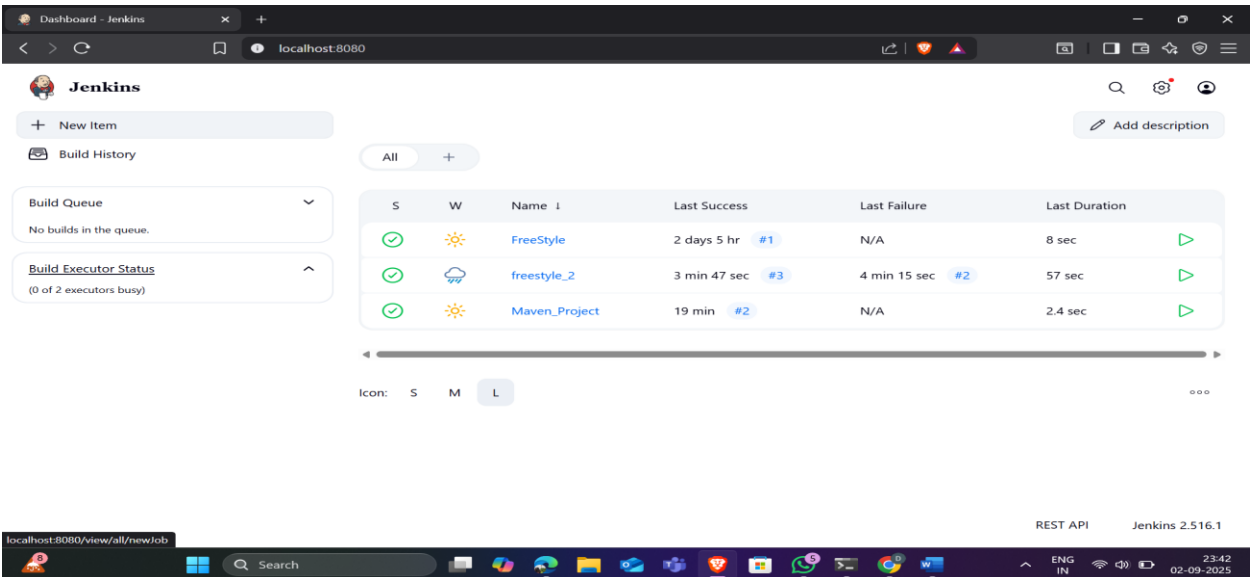 Dashboard - Jenkins
localhost:8080
Jenkins
New Item
Add description
Build History
All
Build Queue
No builds in the queue.
Build Executor Status
(0 of 2 executors busy)
S W Name ↓ Last Success Last Failure Last Duration
FreeStyle 2 days 5 hr #1 N/A 8 sec
freestyle_2 3 min 47 sec #3 4 min 15 sec #2 57 sec
Maven_Project 19 min #2 N/A 2.4 sec
Icon: S M L
REST API Jenkins 2.516.1
localhost:8080/view/all/newJob
8
Search
5
D
ENG
IN
23:42
02-09-2025